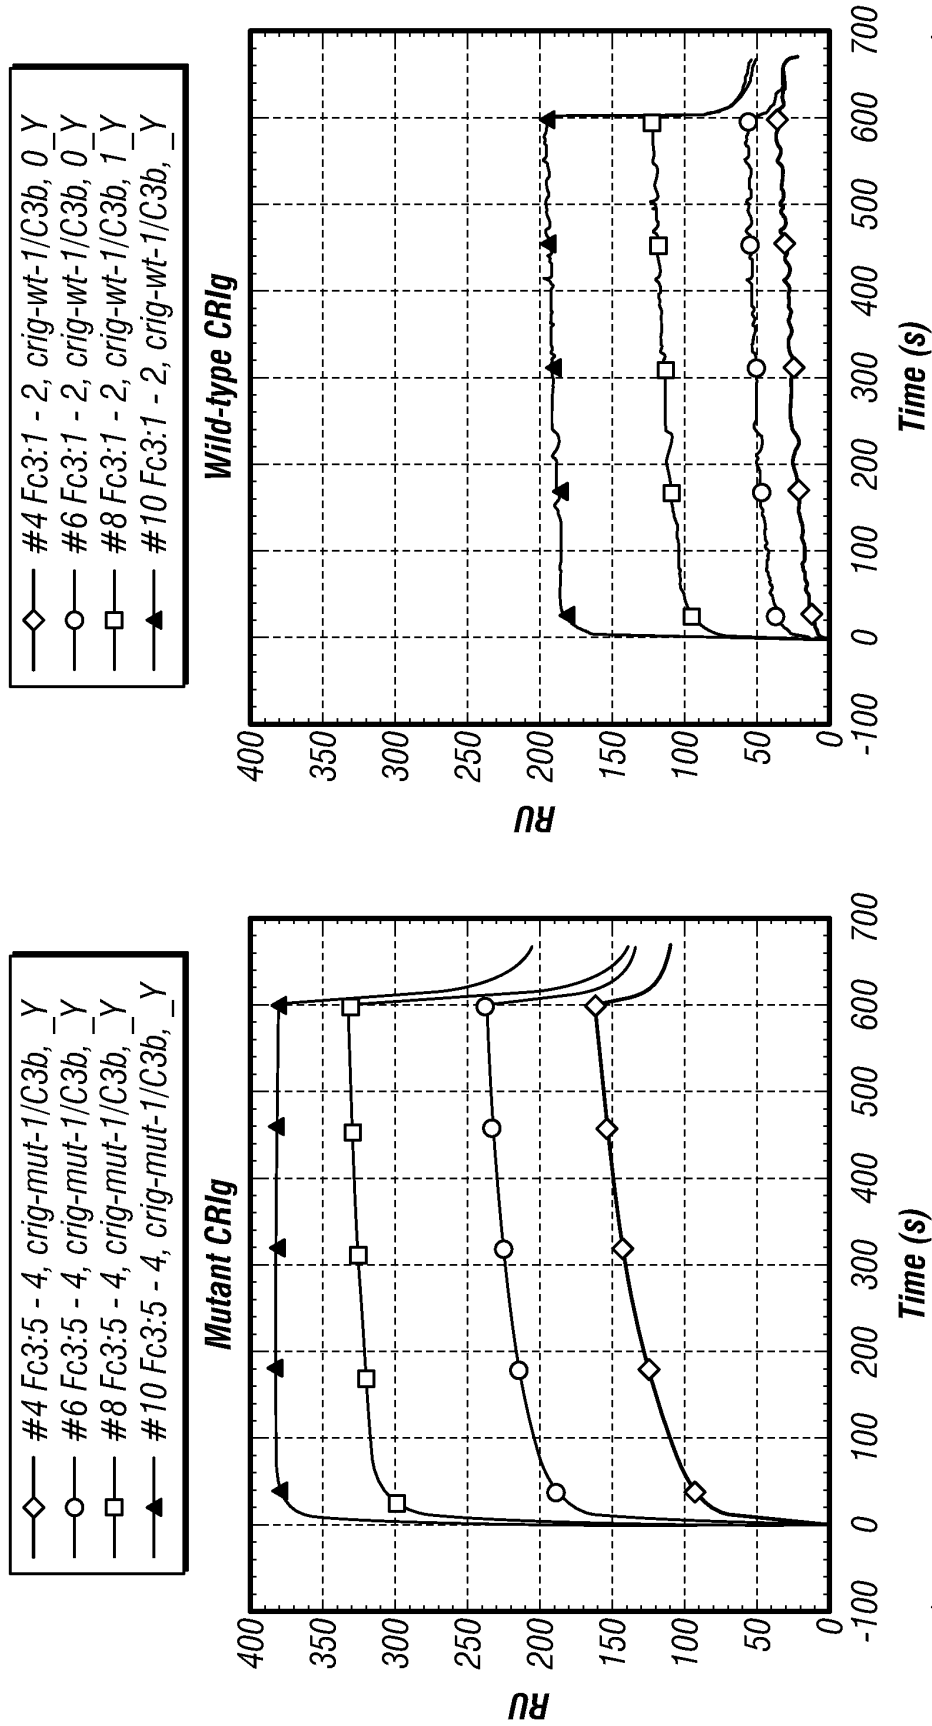 #4 Fc3:5 - 4, crig-mut-1/C3b, _Y
#6 Fc3:5 - 4, crig-mut-1/C3b, _Y
#8 Fc3:5 - 4, crig-mut-1/C3b, _Y
#10 Fc3:5 - 4, crig-mut-1/C3b, _Y
Mutant CRIg
400
350
300
250
200
150
100
50
0
RU
-100
0
100
200
300
400
500
600
700
Time (s)
#4 Fc3:1 - 2, crig-wt-1/C3b, 0_Y
#6 Fc3:1 - 2, crig-wt-1/C3b, 0_Y
#8 Fc3:1 - 2, crig-wt-1/C3b, 1_Y
#10 Fc3:1 - 2, crig-wt-1/C3b, _Y
Wild-type CRIg
400
350
300
250
200
150
100
50
0
RU
-100
0
100
200
300
400
500
600
700
Time (s)